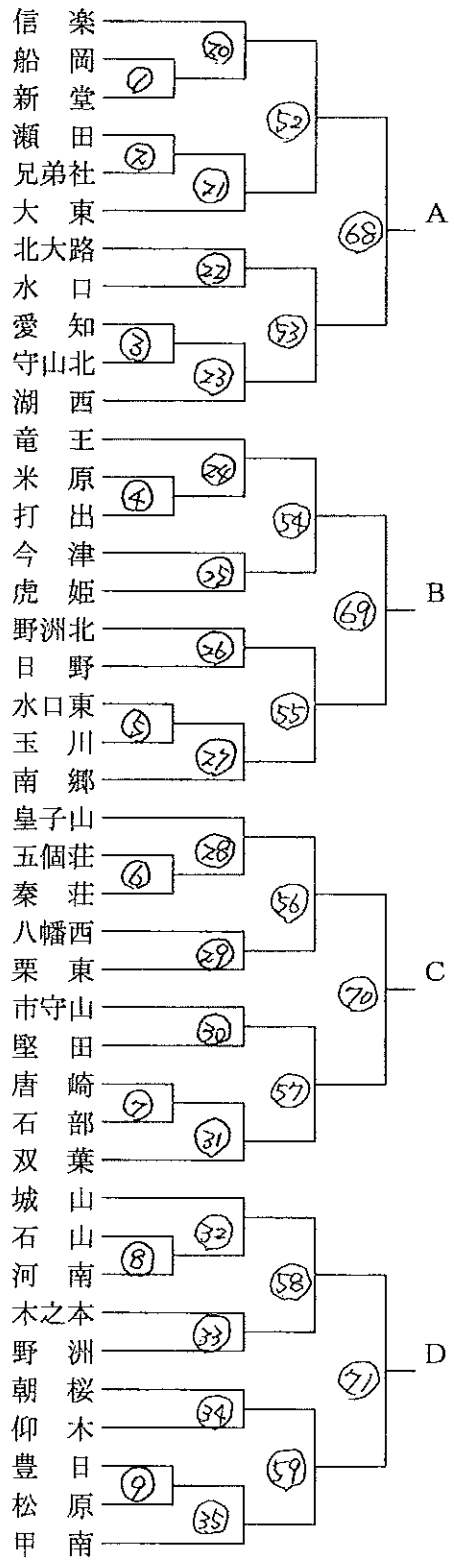 信楽
船岡
新堂
瀬田
兄弟社
大東
北大路
水口
愛知
守山北
湖西
① ② ③ ⑳ ㉑ ㉒ ㉓ 52 53 68
A
竜王
米原
打出
今津
虎姫
野洲北
日野
水口東
玉川
南郷
④ ⑤ ㉔ ㉕ ㉖ ㉗ 54 55 69
B
皇子山
五個荘
秦荘
八幡西
栗東
市守山
堅田
唐崎
石部
双葉
⑥ ⑦ ㉘ ㉙ ㉚ ㉛ 56 57 70
C
城山
石山
河南
木之本
野洲
朝桜
仰木
豊日
松原
甲南
⑧ ⑨ ㉜ ㉝ ㉞ ㉟ 58 59 71
D